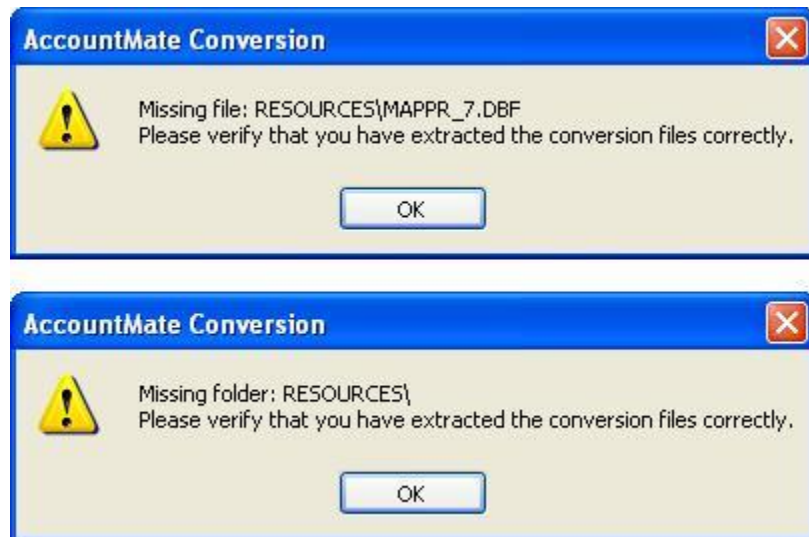 AccountMate Conversion
Missing file: RESOURCES\MAPPR_7.DBF
Please verify that you have extracted the conversion files correctly.
OK
AccountMate Conversion
Missing folder: RESOURCES\
Please verify that you have extracted the conversion files correctly.
OK